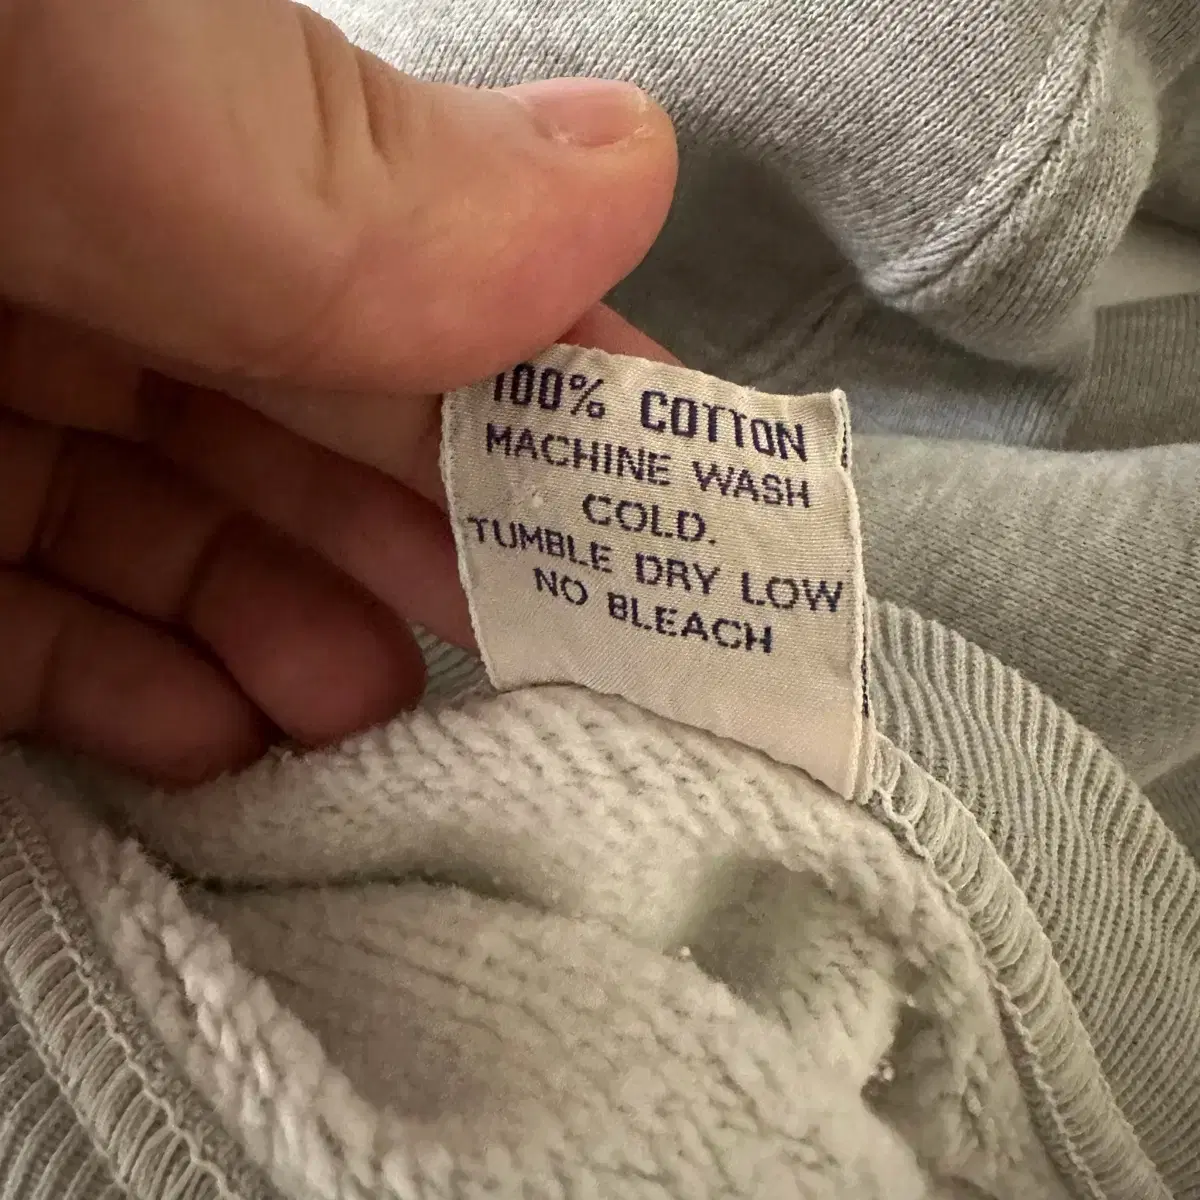 100% COTTON
MACHINE WASH
COLD.
TUMBLE DRY LOW
NO BLEACH